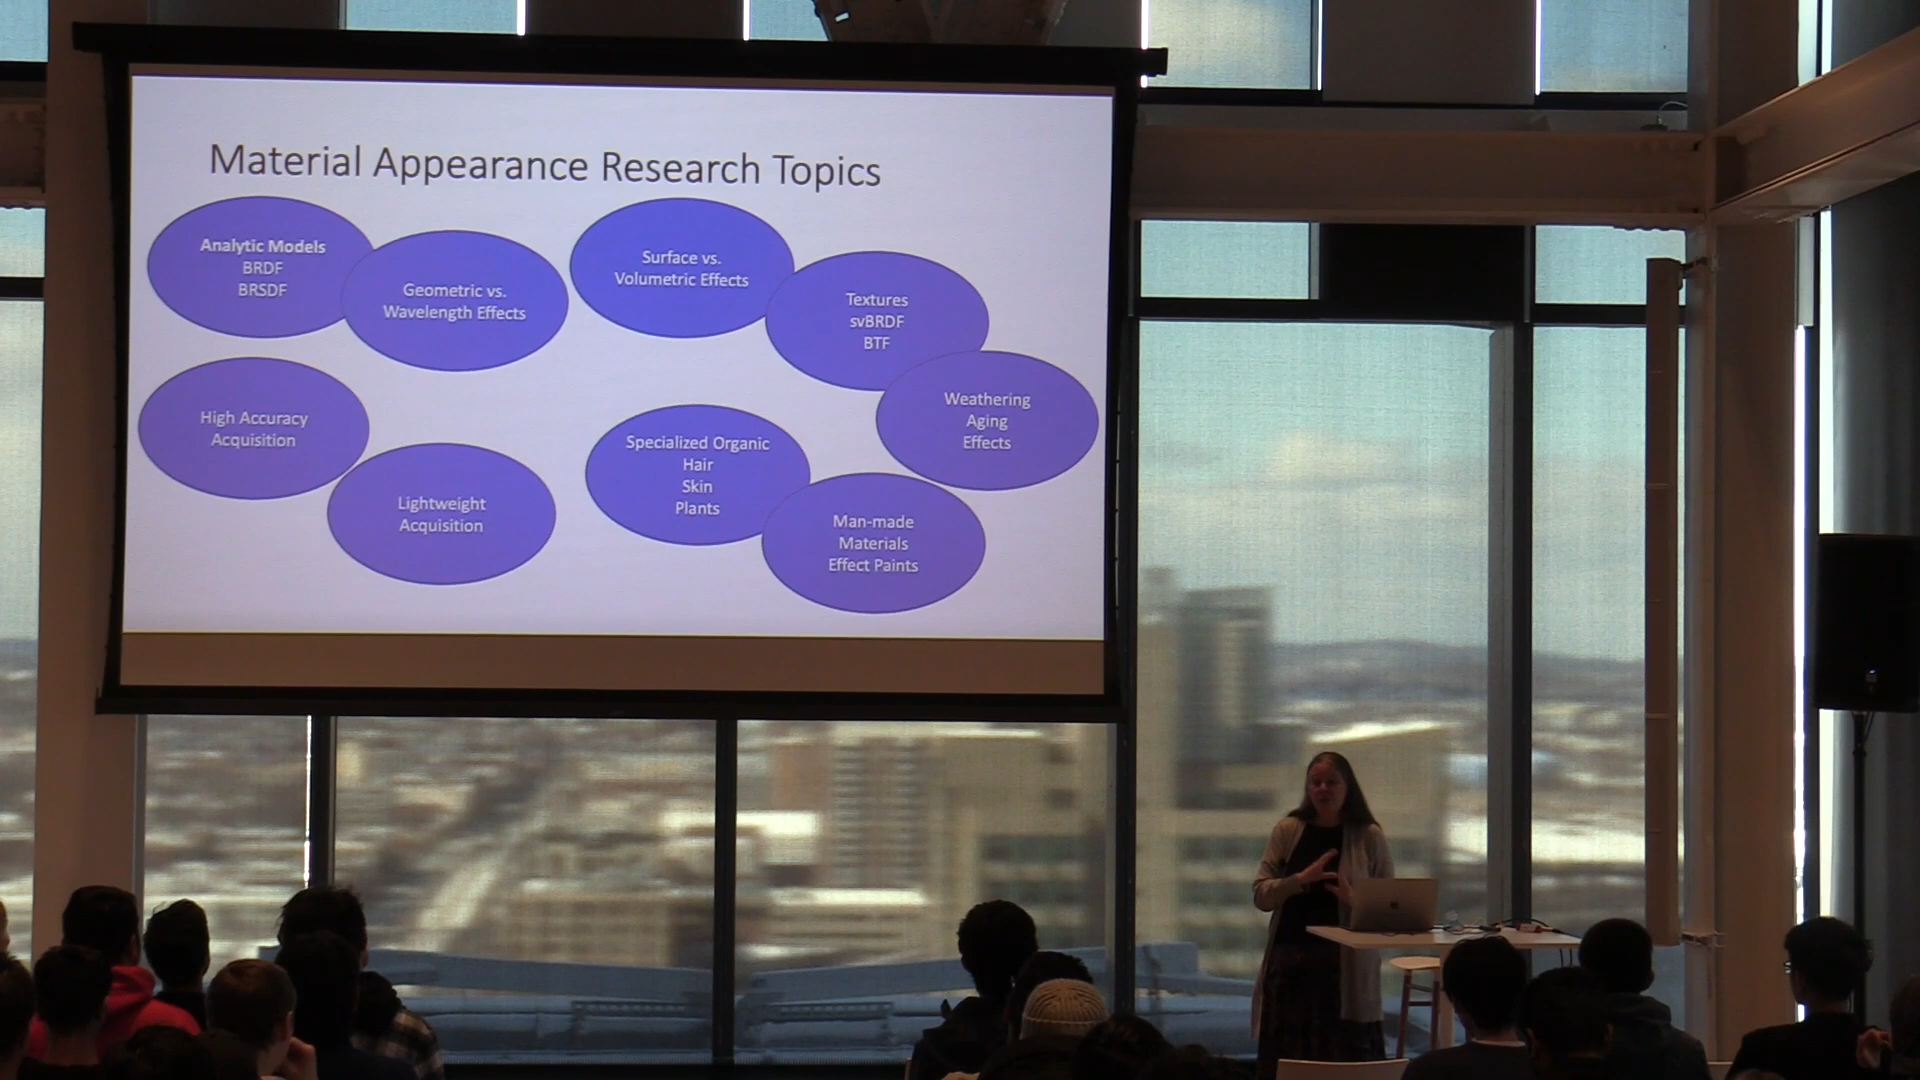 Material Appearance Research Topics
Analytic Models
BRDF
BRSDF
Geometric vs.
Wavelength Effects
Surface vs.
Volumetric Effects
Textures
svBRDF
BTF
Weathering
Aging
Effects
High Accuracy
Acquisition
Lightweight
Acquisition
Specialized Organic
Hair
Skin
Plants
Man-made
Materials
Effect Paints